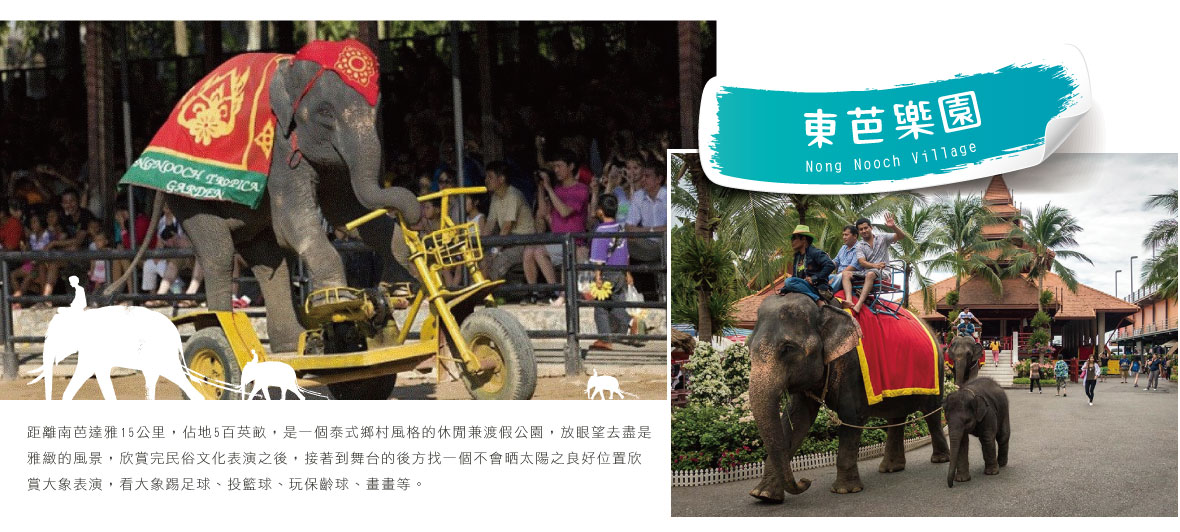 東芭樂園
Nong Nooch Village
NGNOOCH TROPICA
GARDEN
距離南芭達雅15公里，佔地5百英畝，是一個泰式鄉村風格的休閒兼渡假公園，放眼望去盡是
雅緻的風景，欣賞完民俗文化表演之後，接著到舞台的後方找一個不會晒太陽之良好位置欣
賞大象表演，看大象踢足球、投籃球、玩保齡球、畫畫等。